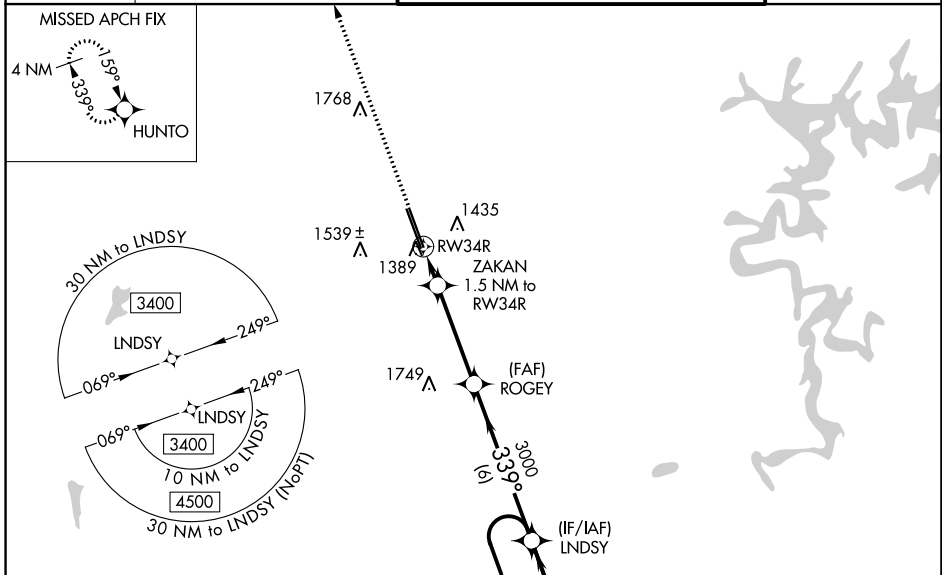 MISSED APCH FIX
4 NM
159°
339°
HUNTO
1768
1435
1539 ±
RW34R
1389
ZAKAN
1.5 NM to
RW34R
30 NM to LNDSY
3400
249°
LNDSY
069°
1749
(FAF)
ROGEY
249°
LNDSY
069°
3400
10 NM to LNDSY
4500
30 NM to LNDSY (NoPT)
3000
339°
(6)
(IF/IAF)
LNDSY